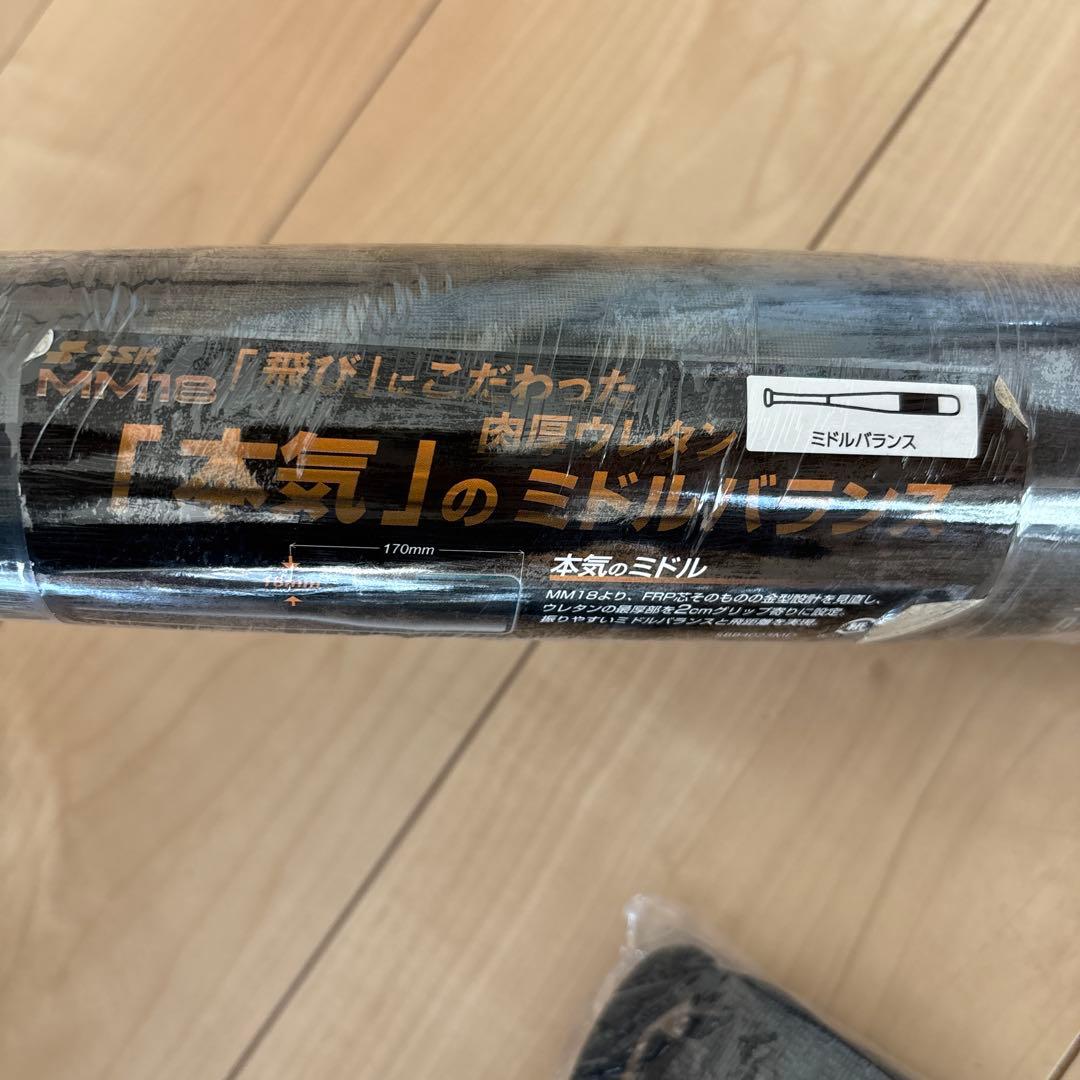 SSK
MM18
「飛び」にこだわった
肉厚ウレタン
「本気」のミドルバランス
ミドルバランス
170mm
18mm
本気のミドル
MM18より、FRP芯そのものの金型設計を見直し、
ウレタンの最厚部を2cmグリップ寄りに設定。
振りやすいミドルバランスと飛距離を実現。
紙